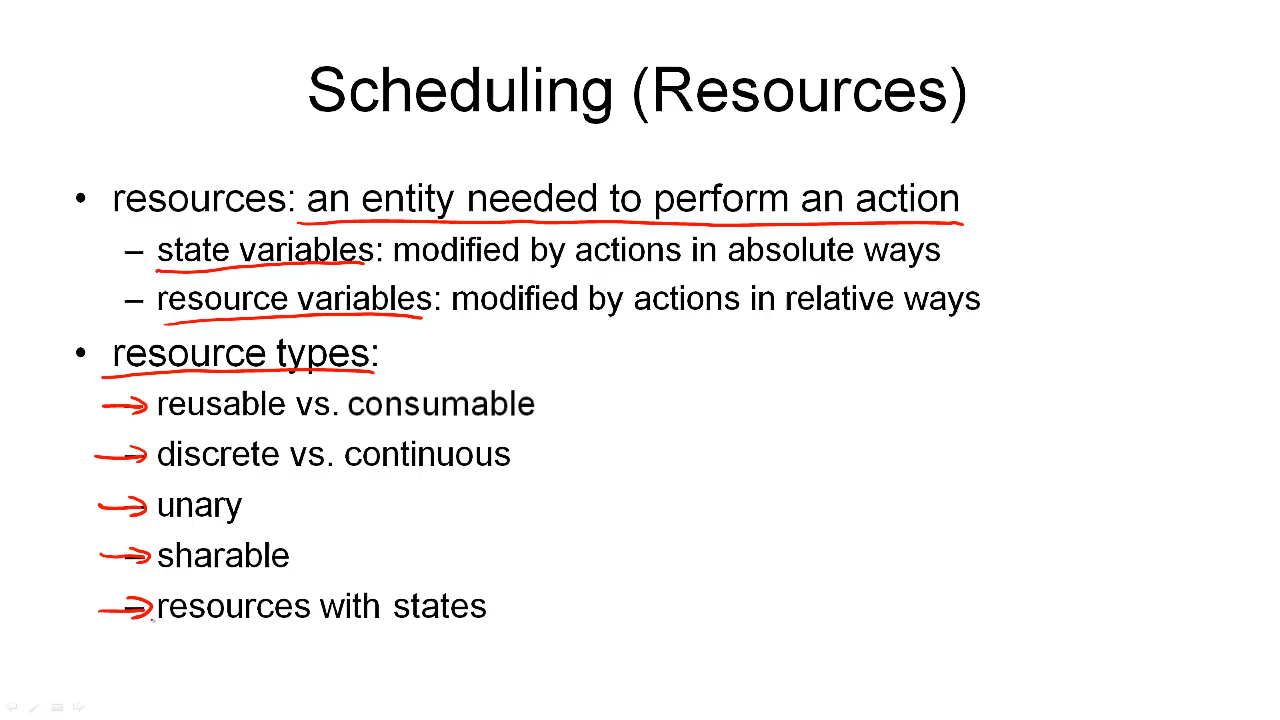 Scheduling (Resources)
• resources: an entity needed to perform an action
– state variables: modified by actions in absolute ways
– resource variables: modified by actions in relative ways
• resource types:
– reusable vs. consumable
– discrete vs. continuous
– unary
– sharable
– resources with states